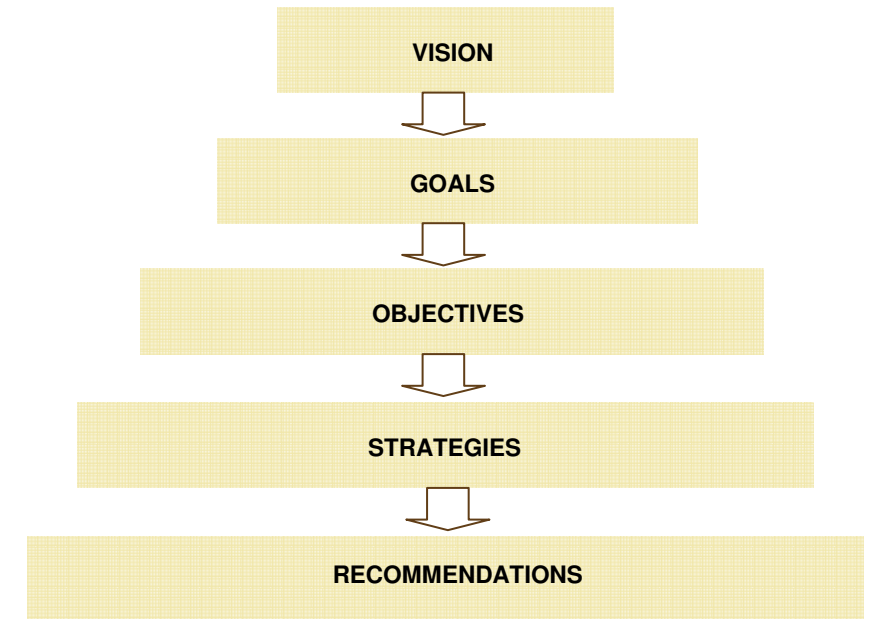 VISION
GOALS
OBJECTIVES
STRATEGIES
RECOMMENDATIONS